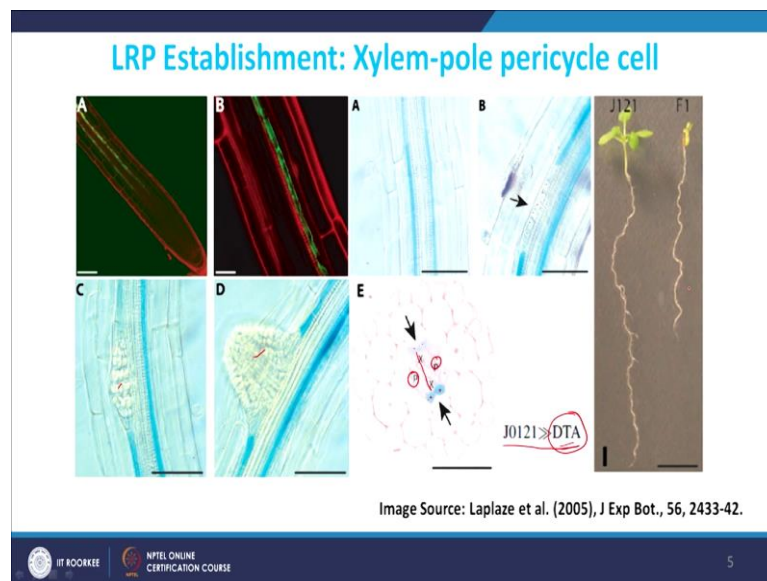 LRP Establishment: Xylem-pole pericycle cell
A
B
A
B
J121
F1
C
D
E
J0121≫DTA
Image Source: Laplaze et al. (2005), J Exp Bot., 56, 2433-42.
IIT ROORKEE
NPTEL ONLINE
CERTIFICATION COURSE
5